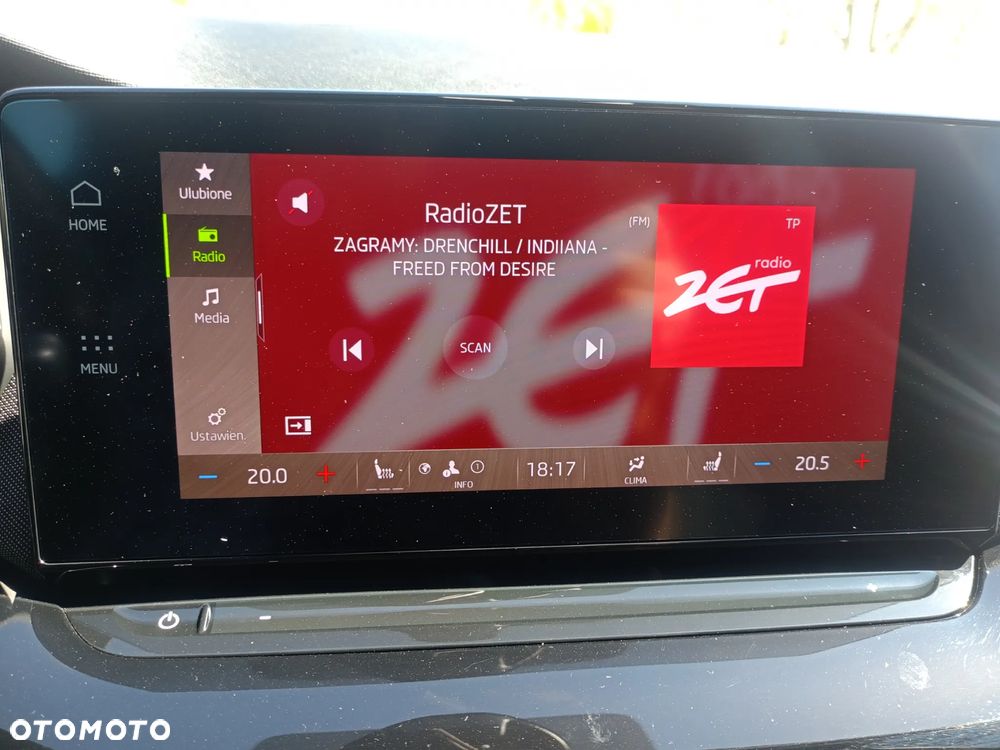 HOME
MENU
Ulubione
Radio
Media
Ustawien.
RadioZET
(FM)
ZAGRAMY: DRENCHILL / INDIIANA -
FREED FROM DESIRE
SCAN
TP
radio
ZET
ZET
20.0
INFO
18:17
CLIMA
20.5
OTOMOTO